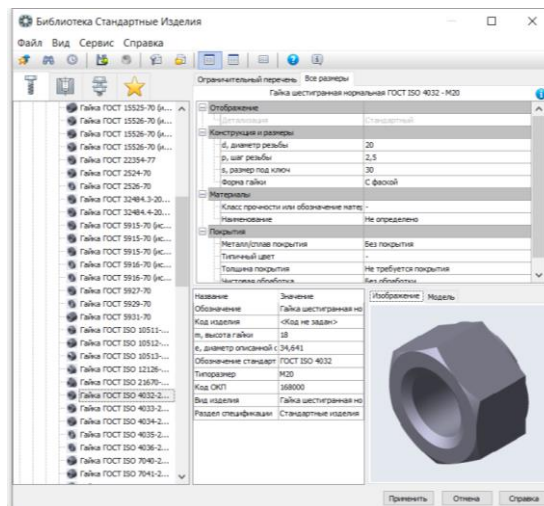 Библиотека Стандартные Изделия
Файл Вид Сервис Справка
Ограничительный перечень Все размеры
Гайка шестигранная нормальная ГОСТ ISO 4032 - M20
Гайка ГОСТ 15525-70 (и...
Гайка ГОСТ 15526-70 (и...
Гайка ГОСТ 15526-70 (и...
Гайка ГОСТ 15526-70 (и...
Гайка ГОСТ 22354-77
Гайка ГОСТ 2524-70
Гайка ГОСТ 2526-70
Гайка ГОСТ 32484.3-20...
Гайка ГОСТ 32484.4-20...
Гайка ГОСТ 5915-70 (ис...
Гайка ГОСТ 5915-70 (ис...
Гайка ГОСТ 5915-70 (ис...
Гайка ГОСТ 5916-70 (ис...
Гайка ГОСТ 5916-70 (ис...
Гайка ГОСТ 5927-70
Гайка ГОСТ 5929-70
Гайка ГОСТ 5931-70
Гайка ГОСТ ISO 10511-...
Гайка ГОСТ ISO 10512-...
Гайка ГОСТ ISO 10513-...
Гайка ГОСТ ISO 12126-...
Гайка ГОСТ ISO 21670-...
Гайка ГОСТ ISO 4032-2...
Гайка ГОСТ ISO 4033-2...
Гайка ГОСТ ISO 4034-2...
Гайка ГОСТ ISO 4035-2...
Гайка ГОСТ ISO 4036-2...
Гайка ГОСТ ISO 7040-2...
Гайка ГОСТ ISO 7041-2...
Отображение
Детализация Стандартный
Конструкция и размеры
d, диаметр резьбы 20
p, шаг резьбы 2,5
s, размер под ключ 30
Форма гайки С фаской
Материалы
Класс прочности или обозначение мате -
Наименование Не определено
Покрытия
Металл/сплав покрытия Без покрытия
Типичный цвет -
Толщина покрытия Не требуется покрытия
Чистовая обработка Без обработки
Название Значение
Обозначение Гайка шестигранная но
Код изделия <Код не задан>
m, высота гайки 18
e, диаметр описанной с 34,641
Обозначение стандарт ГОСТ ISO 4032
Типоразмер M20
Код ОКП 168000
Вид изделия Гайка шестигранная но
Раздел спецификации Стандартные изделия
Изображение Модель
Применить Отмена Справка